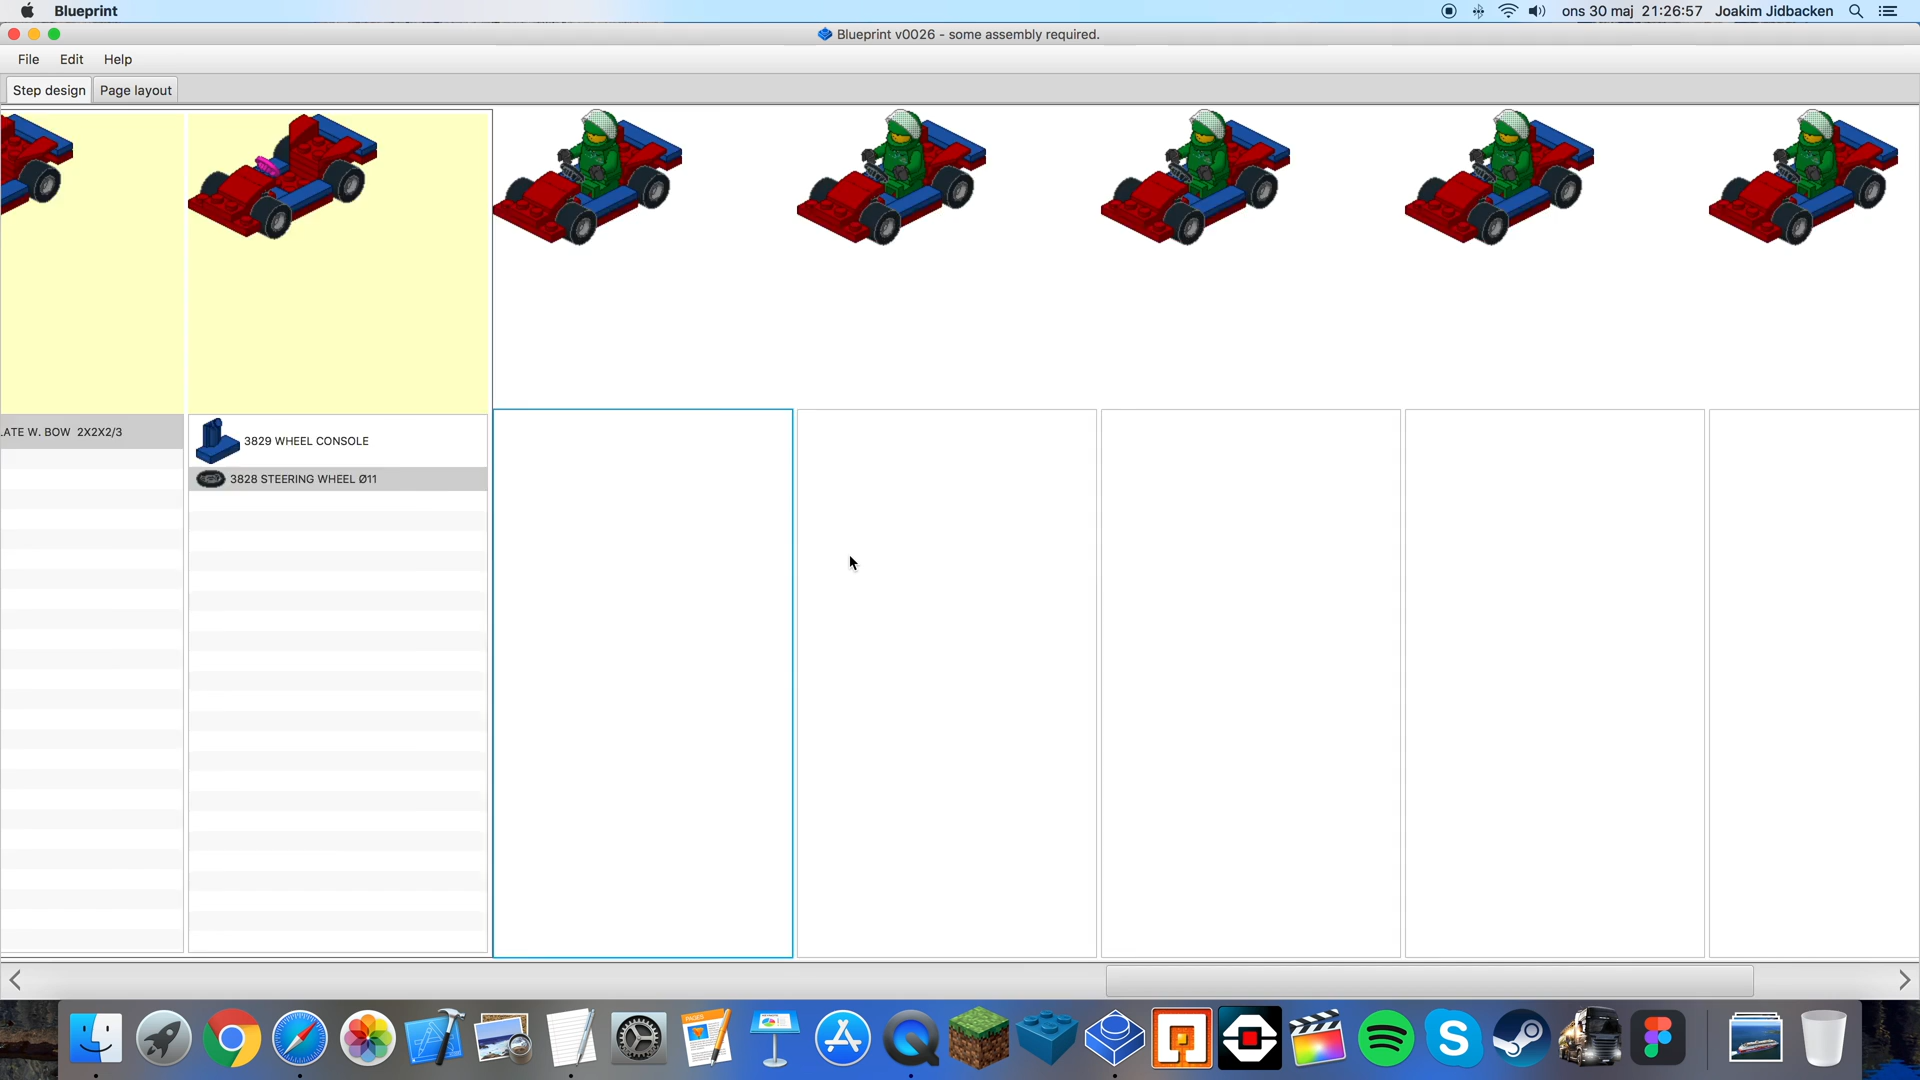 Blueprint
ons 30 maj 21:26:57 Joakim Jidbacken
Blueprint v0026 - some assembly required.
File Edit Help
Step design Page layout
.ATE W. BOW 2X2X2/3
3829 WHEEL CONSOLE
3828 STEERING WHEEL Ø11
PAGES